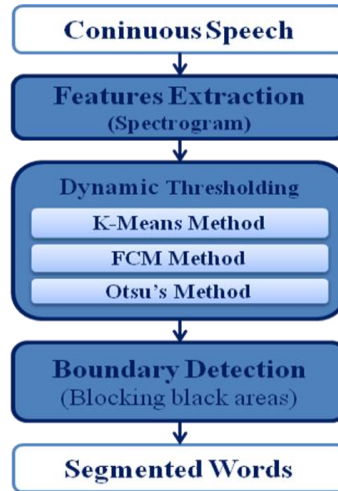 Coninuous Speech
Features Extraction
(Spectrogram)
Dynamic Thresholding
K-Means Method
FCM Method
Otsu's Method
Boundary Detection
(Blocking black areas)
Segmented Words